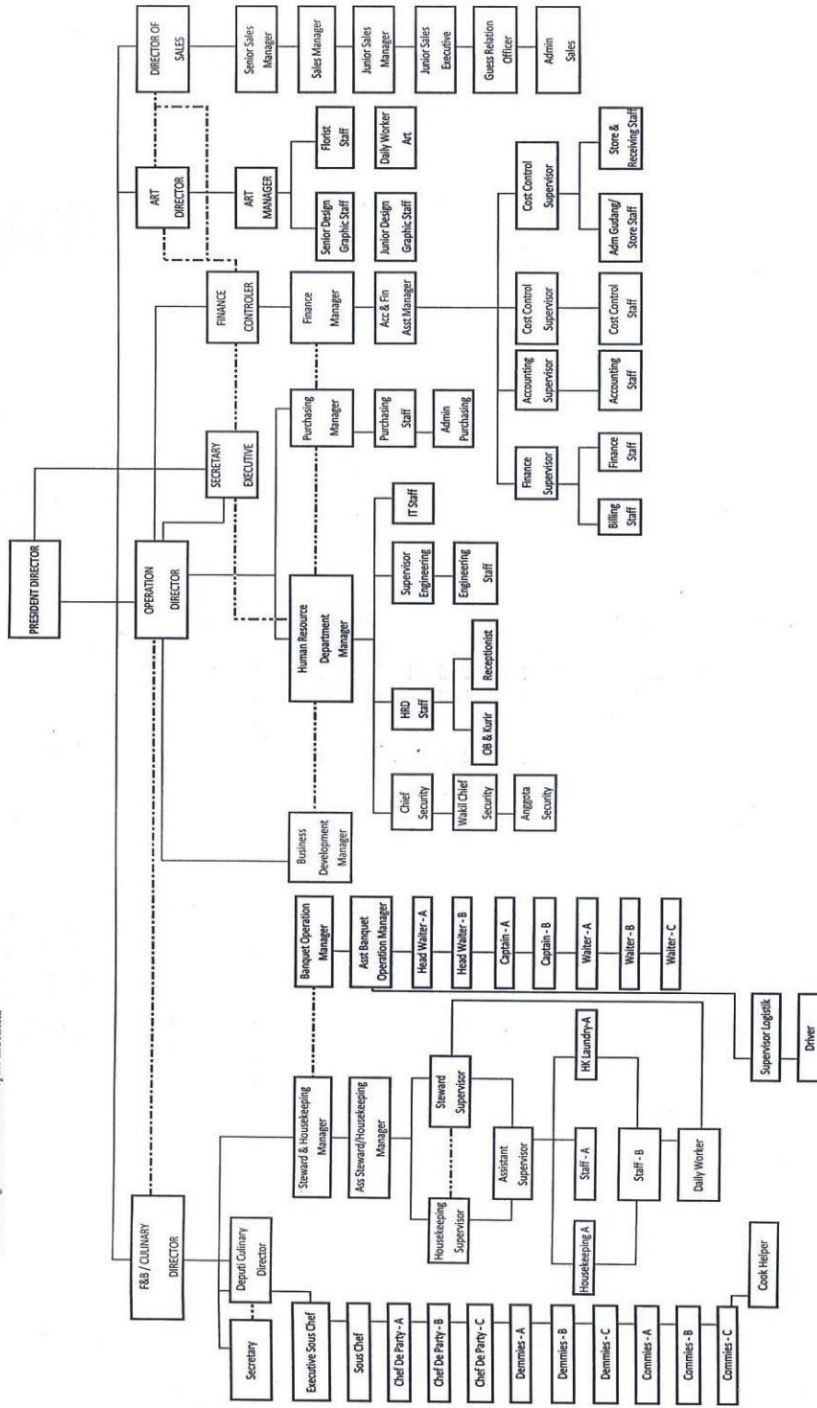 PRESIDENT DIRECTOR
F&B / CULINARY
DIRECTOR
OPERATION
DIRECTOR
SECRETARY
EXECUTIVE
FINANCE
CONTROLER
ART
DIRECTOR
DIRECTOR OF
SALES
Secretary
Deputi Culinary
Director
Executive Sous Chef
Sous Chef
Chef De Party - A
Chef De Party - B
Chef De Party - C
Demmies - A
Demmies - B
Demmies - C
Commies - A
Commies - B
Commies - C
Cook Helper
Steward & Housekeeping
Manager
Ass Steward/Housekeeping
Manager
Housekeeping
Supervisor
Steward
Supervisor
Assistant
Supervisor
Housekeeping A
Staff - A
HK Laundry-A
Staff - B
Daily Worker
Banquet Operation
Manager
Asst Banquet
Operation Manager
Head Waiter - A
Head Waiter - B
Captain - A
Captain - B
Waiter - A
Waiter - B
Waiter - C
Supervisor Logistik
Driver
Business
Development
Manager
Human Resource
Department
Manager
Chief
Security
Wakil Chief
Security
Anggota
Security
HRD
Staff
OB & Kurir
Receptionist
Supervisor
Engineering
Engineering
Staff
IT Staff
Purchasing
Manager
Purchasing
Staff
Admin
Purchasing
Finance
Manager
Acc & Fin
Asst Manager
Finance
Supervisor
Billing
Staff
Finance
Staff
Accounting
Supervisor
Accounting
Staff
Cost Control
Supervisor
Cost Control
Staff
Cost Control
Supervisor
Adm Gudang/
Store Staff
Store &
Receiving Staff
ART
MANAGER
Senior Design
Graphic Staff
Florist
Staff
Junior Design
Graphic Staff
Daily Worker
Art
Senior Sales
Manager
Sales Manager
Junior Sales
Manager
Junior Sales
Executive
Guess Relation
Officer
Admin
Sales